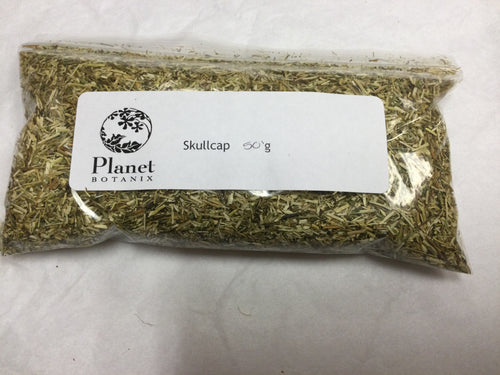 Skullcap 50 g
Planet
BOTANIX